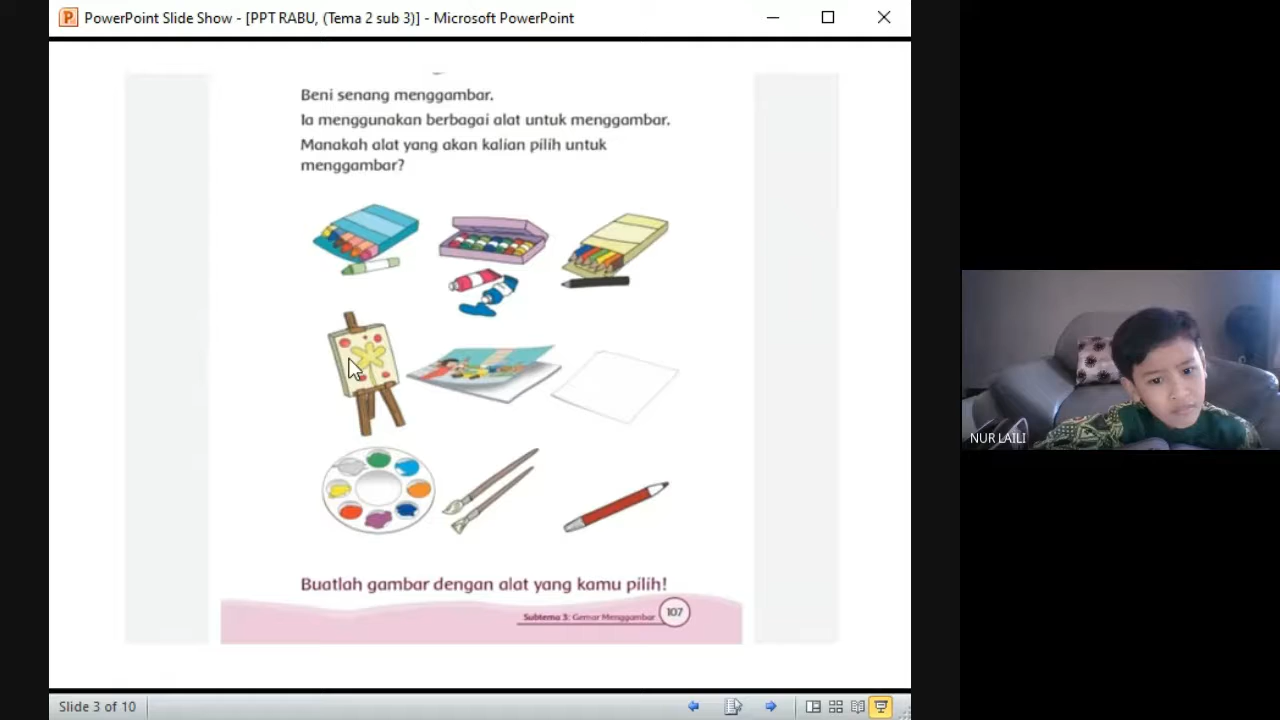 PowerPoint Slide Show - [PPT RABU, (Tema 2 sub 3)] - Microsoft PowerPoint
Beni senang menggambar.
Ia menggunakan berbagai alat untuk menggambar.
Manakah alat yang akan kalian pilih untuk
menggambar?
NUR LAILI
Buatlah gambar dengan alat yang kamu pilih!
Subtema 3: Gemar Menggambar 107
Slide 3 of 10